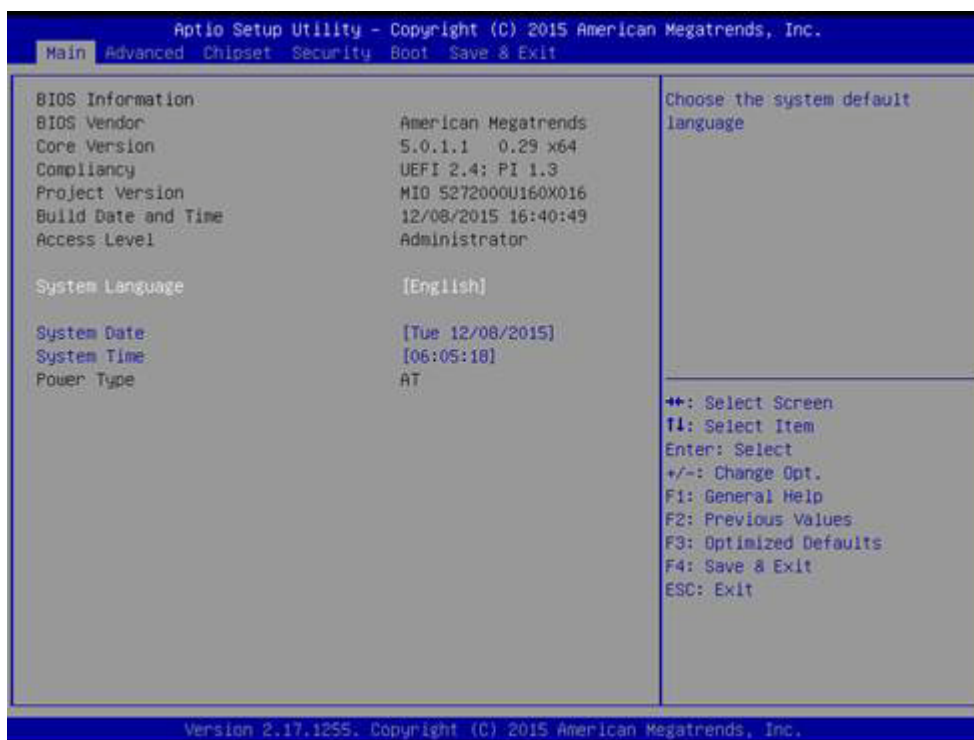 Aptio Setup Utility – Copyright (C) 2015 American Megatrends, Inc.
Main Advanced Chipset Security Boot Save & Exit
BIOS Information
BIOS Vendor American Megatrends
Core Version 5.0.1.1 0.29 x64
Compliancy UEFI 2.4; PI 1.3
Project Version MIO 5272000U160X016
Build Date and Time 12/08/2015 16:40:49
Access Level Administrator
System Language [English]
System Date [Tue 12/08/2015]
System Time [06:05:18]
Power Type AT
Choose the system default
language
→←: Select Screen
↑↓: Select Item
Enter: Select
+/-: Change Opt.
F1: General Help
F2: Previous Values
F3: Optimized Defaults
F4: Save & Exit
ESC: Exit
Version 2.17.1255. Copyright (C) 2015 American Megatrends, Inc.